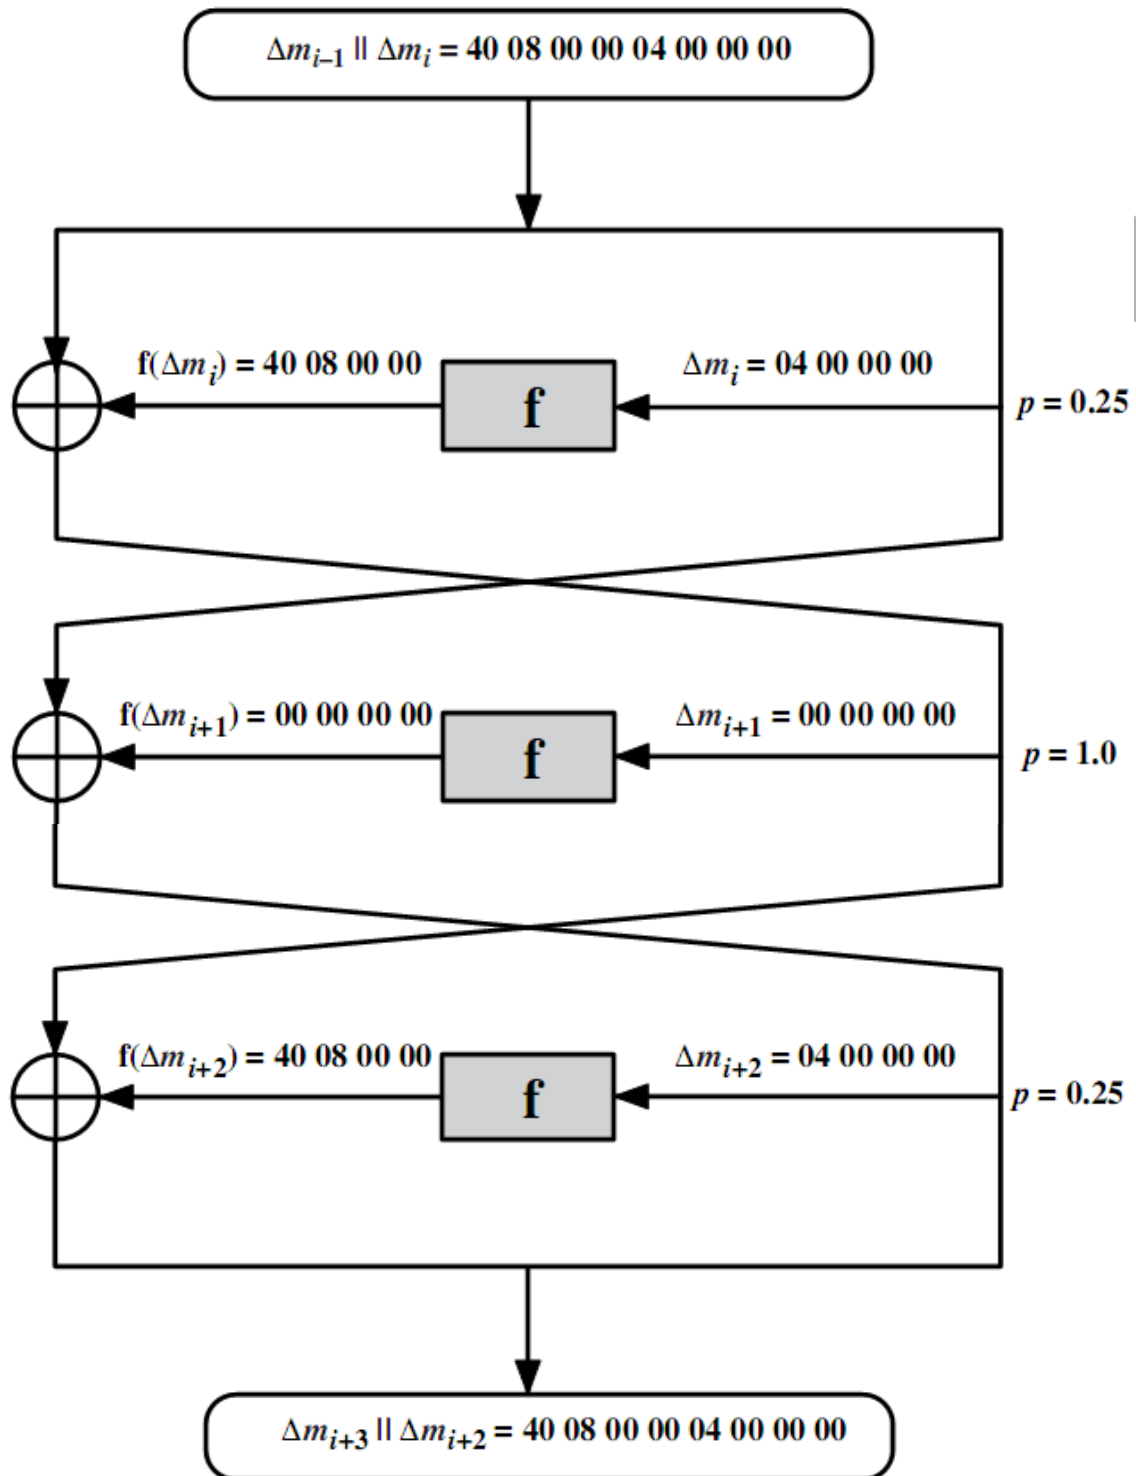 Δm_{i–1} || Δm_i = 40 08 00 00 04 00 00 00
f(Δm_i) = 40 08 00 00
f
Δm_i = 04 00 00 00
p = 0.25
f(Δm_{i+1}) = 00 00 00 00
f
Δm_{i+1} = 00 00 00 00
p = 1.0
f(Δm_{i+2}) = 40 08 00 00
f
Δm_{i+2} = 04 00 00 00
p = 0.25
Δm_{i+3} || Δm_{i+2} = 40 08 00 00 04 00 00 00